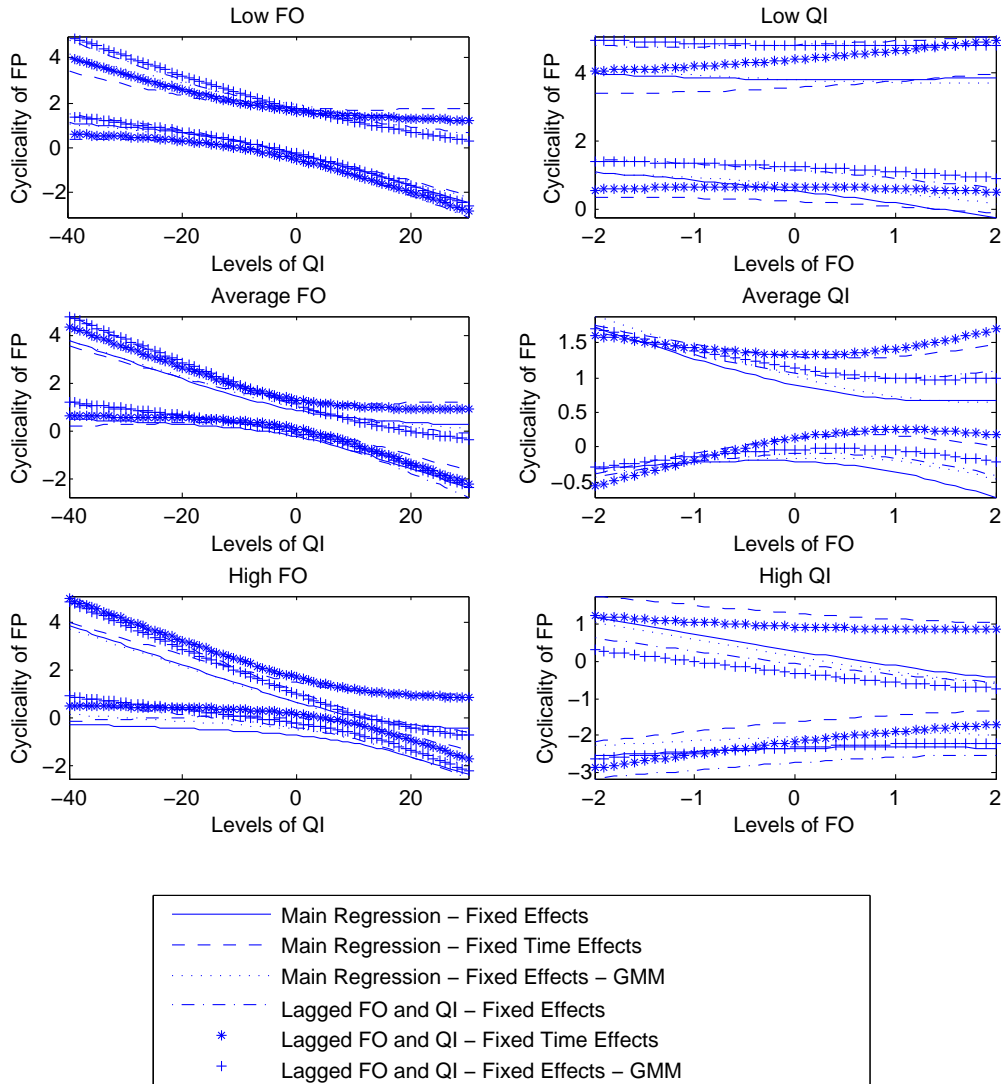 Low FO
Cyclicality of FP
4
2
0
−2
−40
−20
0
20
Levels of QI
Low QI
Cyclicality of FP
4
2
0
−2
−1
0
1
2
Levels of FO
Average FO
Cyclicality of FP
4
2
0
−2
−40
−20
0
20
Levels of QI
Average QI
Cyclicality of FP
1.5
1
0.5
0
−0.5
−2
−1
0
1
2
Levels of FO
High FO
Cyclicality of FP
4
2
0
−2
−40
−20
0
20
Levels of QI
High QI
Cyclicality of FP
1
0
−1
−2
−3
−2
−1
0
1
2
Levels of FO
Main Regression − Fixed Effects
Main Regression − Fixed Time Effects
Main Regression − Fixed Effects − GMM
Lagged FO and QI − Fixed Effects
Lagged FO and QI − Fixed Time Effects
Lagged FO and QI − Fixed Effects − GMM